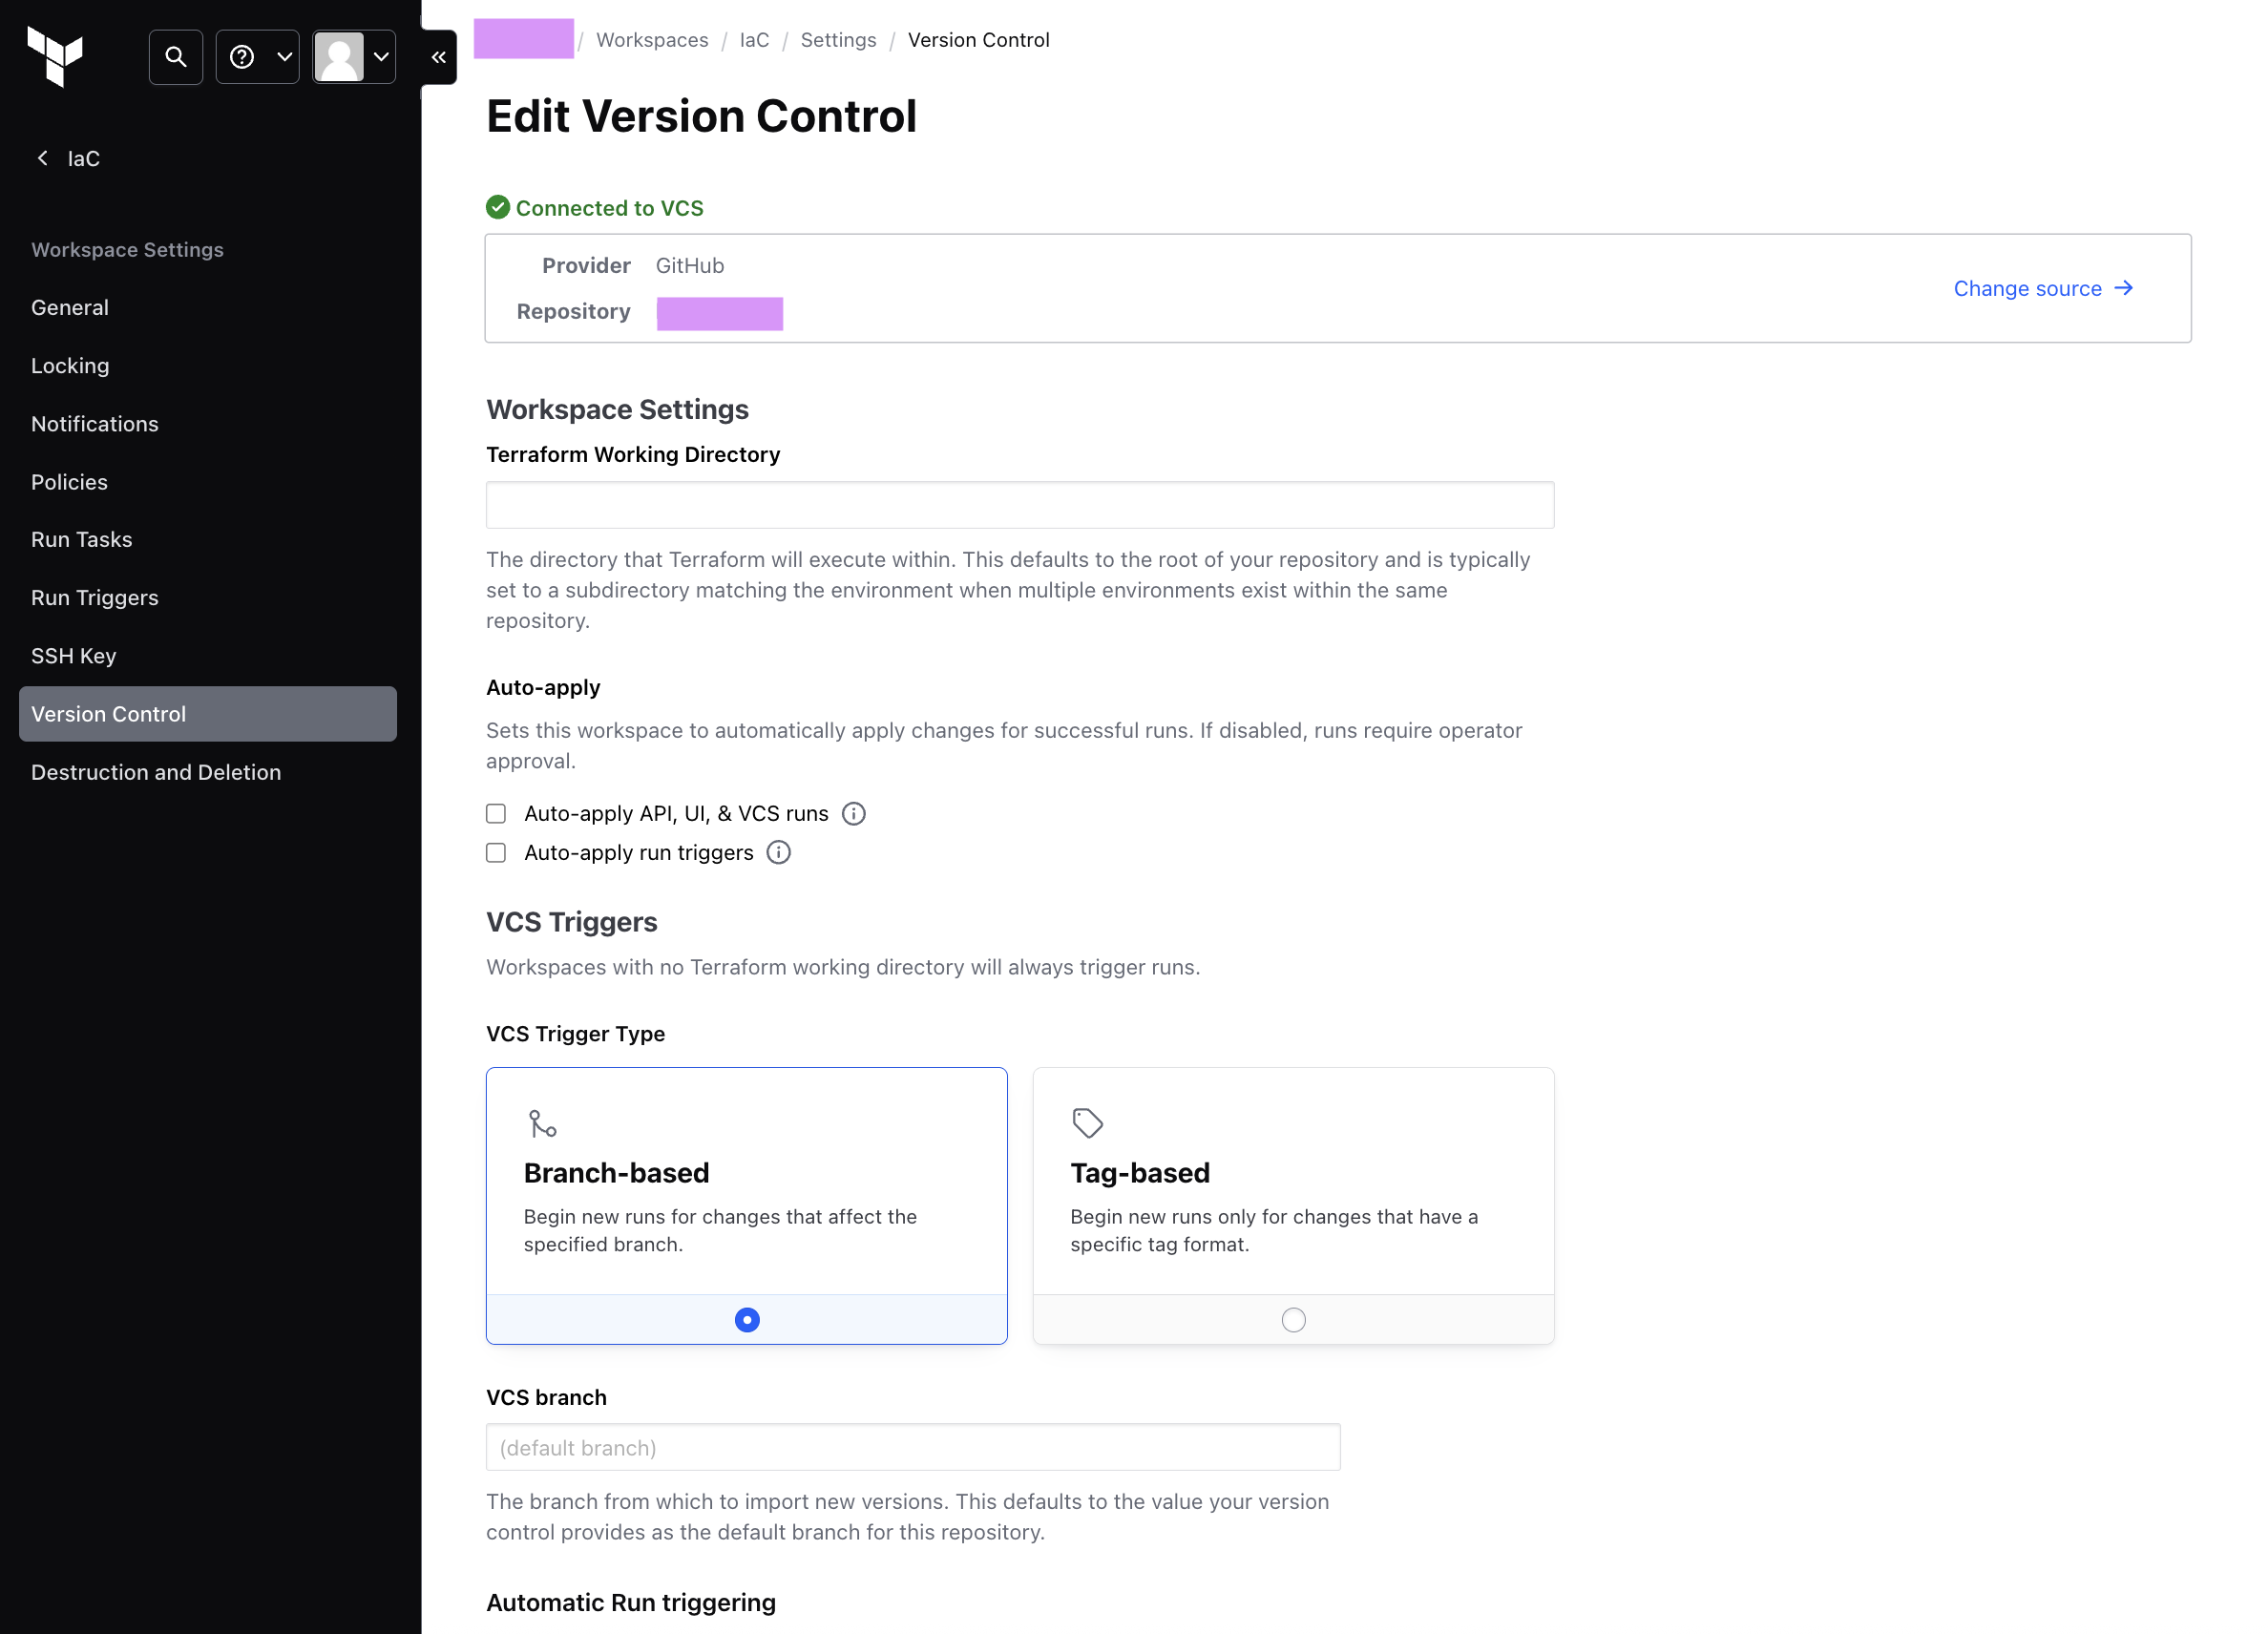 / Workspaces / IaC / Settings / Version Control
Edit Version Control
IaC
Workspace Settings
General
Locking
Notifications
Policies
Run Tasks
Run Triggers
SSH Key
Version Control
Destruction and Deletion
Connected to VCS
Provider GitHub
Repository
Change source →
Workspace Settings
Terraform Working Directory
The directory that Terraform will execute within. This defaults to the root of your repository and is typically
set to a subdirectory matching the environment when multiple environments exist within the same
repository.
Auto-apply
Sets this workspace to automatically apply changes for successful runs. If disabled, runs require operator
approval.
Auto-apply API, UI, & VCS runs
Auto-apply run triggers
VCS Triggers
Workspaces with no Terraform working directory will always trigger runs.
VCS Trigger Type
Branch-based
Begin new runs for changes that affect the
specified branch.
Tag-based
Begin new runs only for changes that have a
specific tag format.
VCS branch
(default branch)
The branch from which to import new versions. This defaults to the value your version
control provides as the default branch for this repository.
Automatic Run triggering